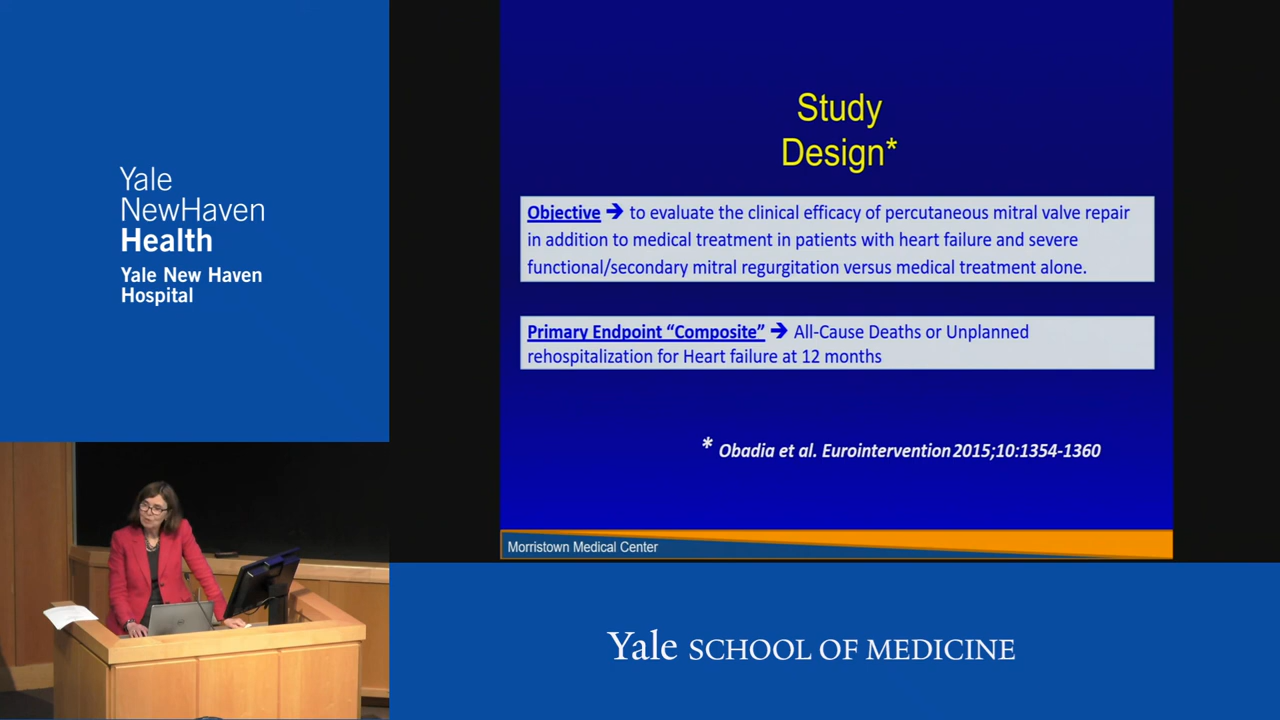 Yale
NewHaven
Health
Yale New Haven
Hospital
Study
Design*
Objective ➔ to evaluate the clinical efficacy of percutaneous mitral valve repair
in addition to medical treatment in patients with heart failure and severe
functional/secondary mitral regurgitation versus medical treatment alone.
Primary Endpoint “Composite” ➔ All-Cause Deaths or Unplanned
rehospitalization for Heart failure at 12 months
* Obadia et al. Eurointervention 2015;10:1354-1360
Morristown Medical Center
Yale SCHOOL OF MEDICINE